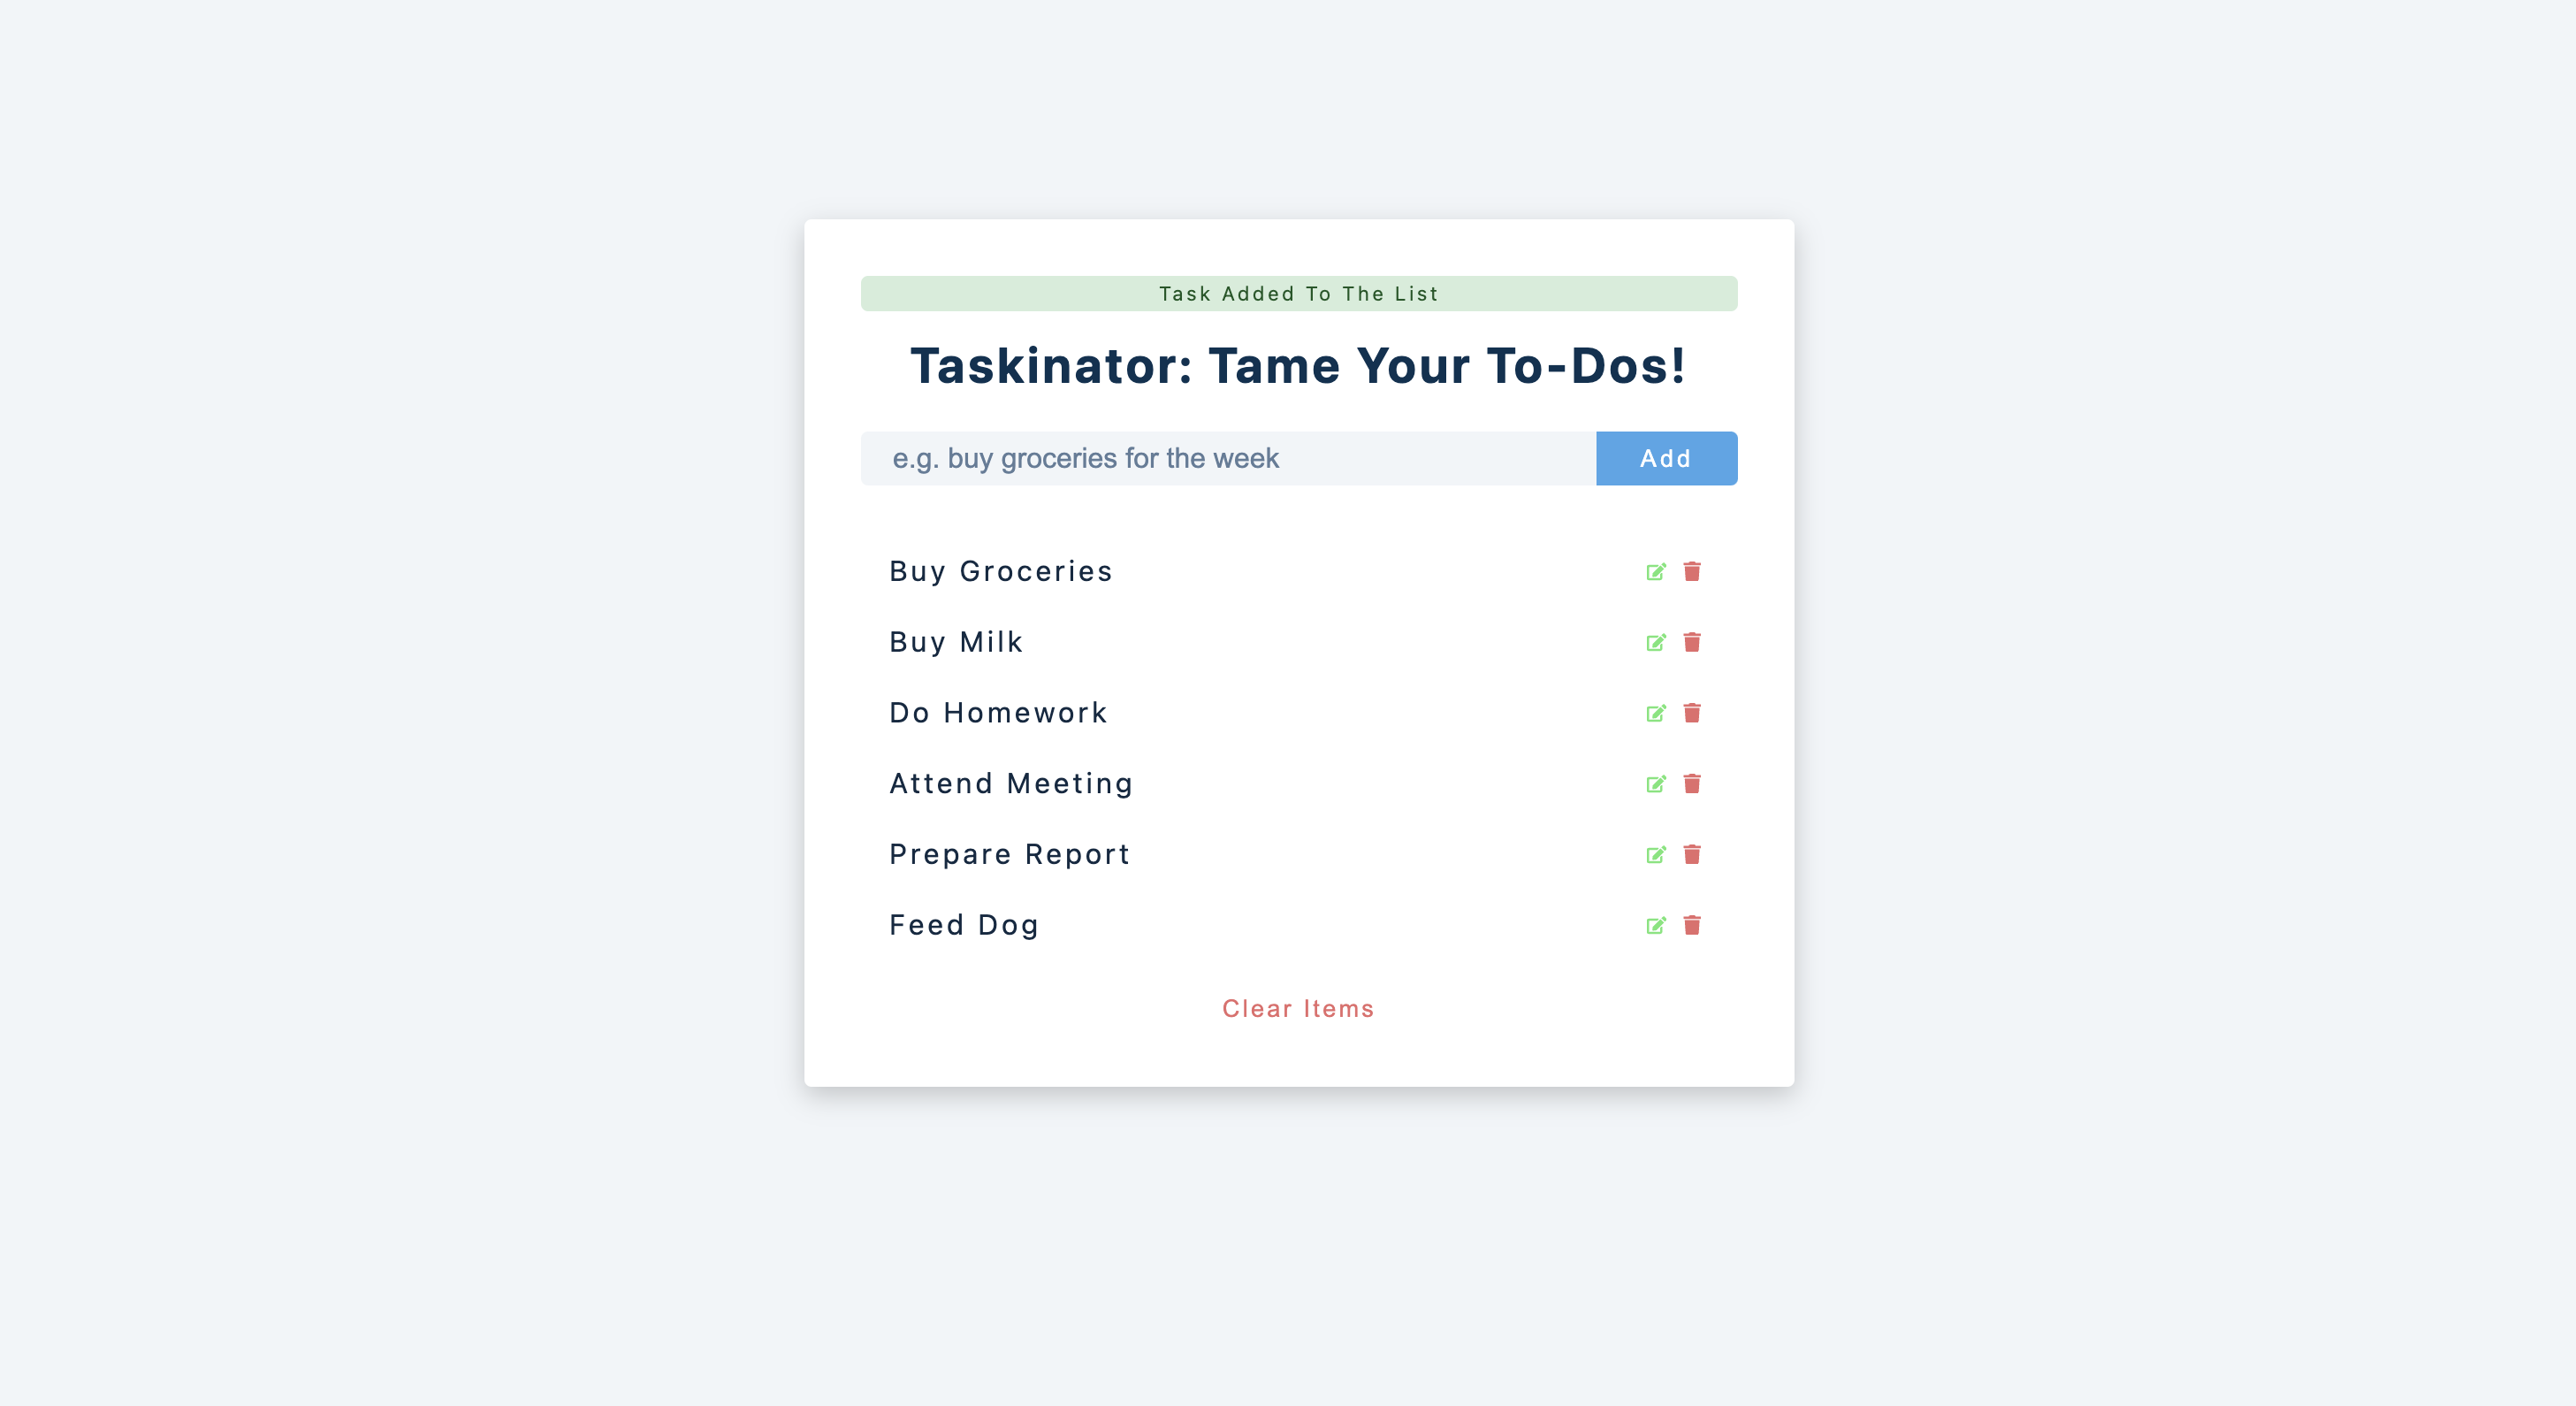 Task Added To The List
Taskinator: Tame Your To-Dos!
e.g. buy groceries for the week
Add
Buy Groceries
Buy Milk
Do Homework
Attend Meeting
Prepare Report
Feed Dog
Clear Items